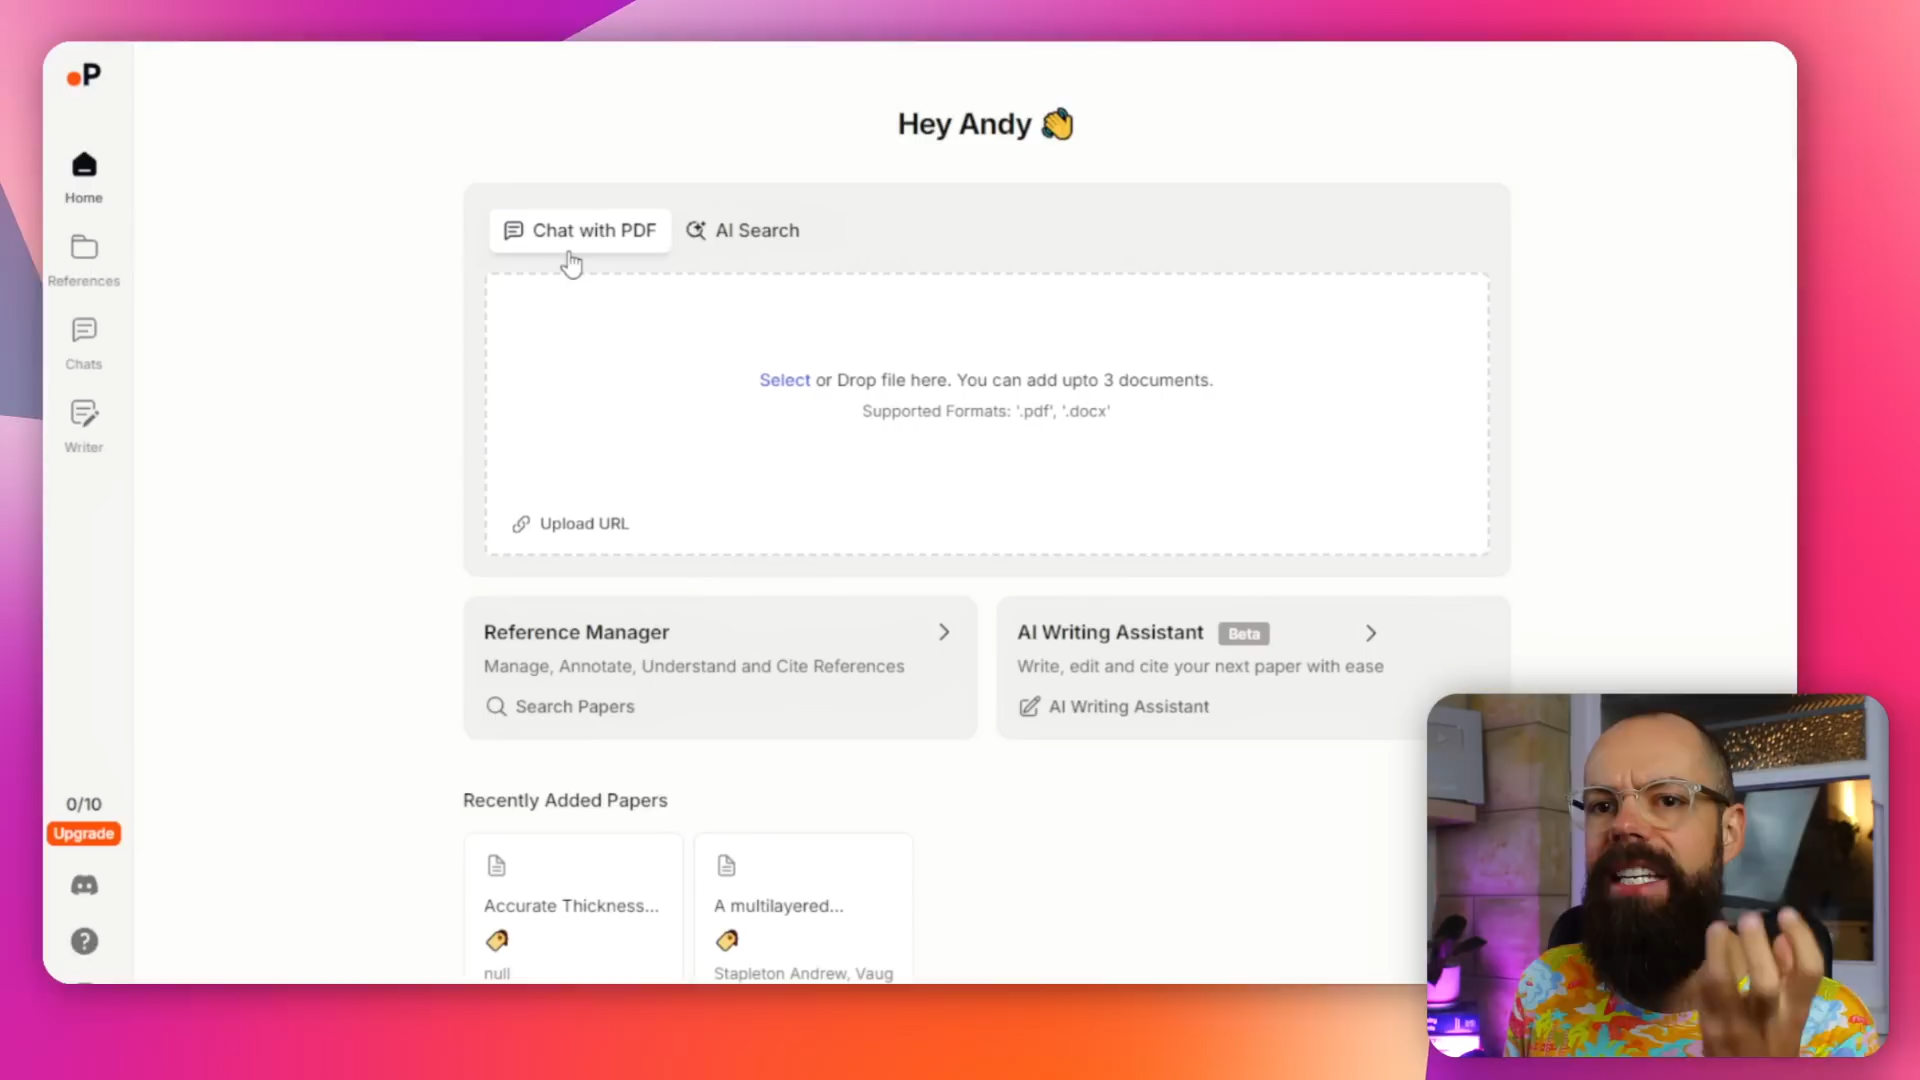 P
Hey Andy
Home
References
Chats
Writer
Chat with PDF
AI Search
Select or Drop file here. You can add upto 3 documents.
Supported Formats: '.pdf', '.docx'
Upload URL
Reference Manager
Manage, Annotate, Understand and Cite References
Search Papers
AI Writing Assistant Beta
Write, edit and cite your next paper with ease
AI Writing Assistant
Recently Added Papers
Accurate Thickness...
null
A multilayered...
Stapleton Andrew, Vaug
0/10
Upgrade
?